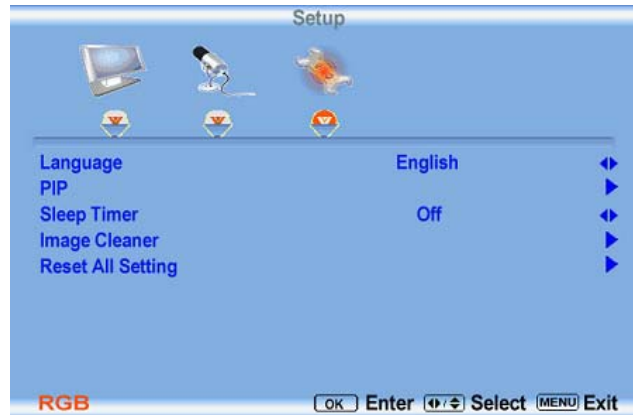 Setup
Language English
PIP
Sleep Timer Off
Image Cleaner
Reset All Setting
RGB OK Enter / Select MENU Exit